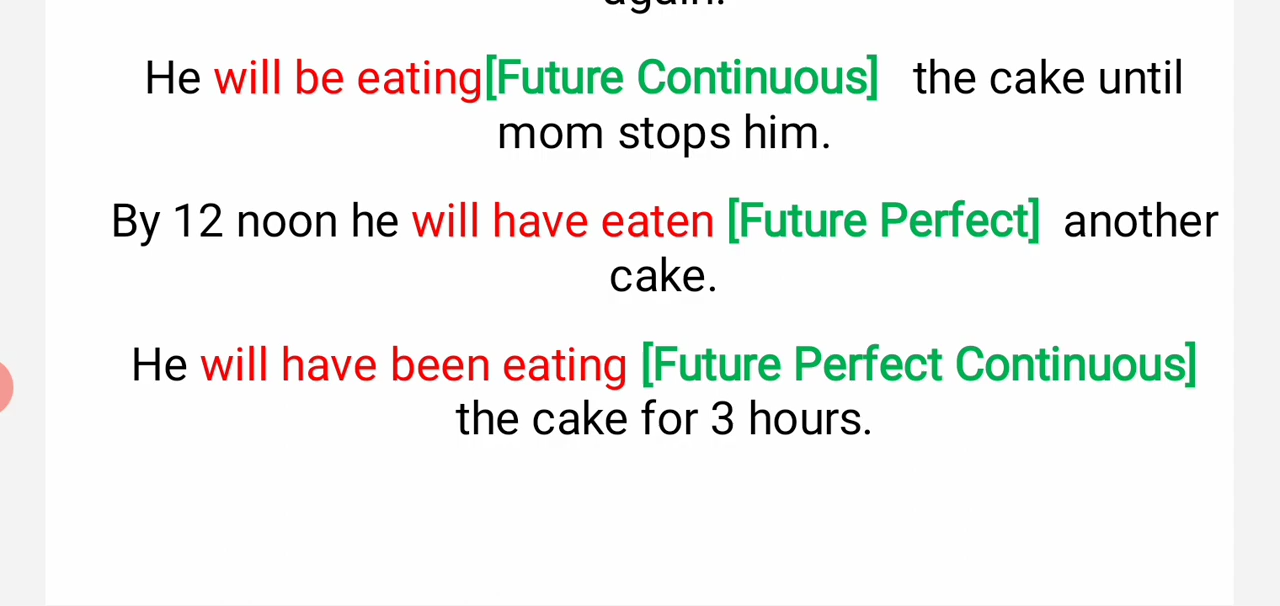 again.
He will be eating[Future Continuous] the cake until
mom stops him.
By 12 noon he will have eaten [Future Perfect] another
cake.
He will have been eating [Future Perfect Continuous]
the cake for 3 hours.